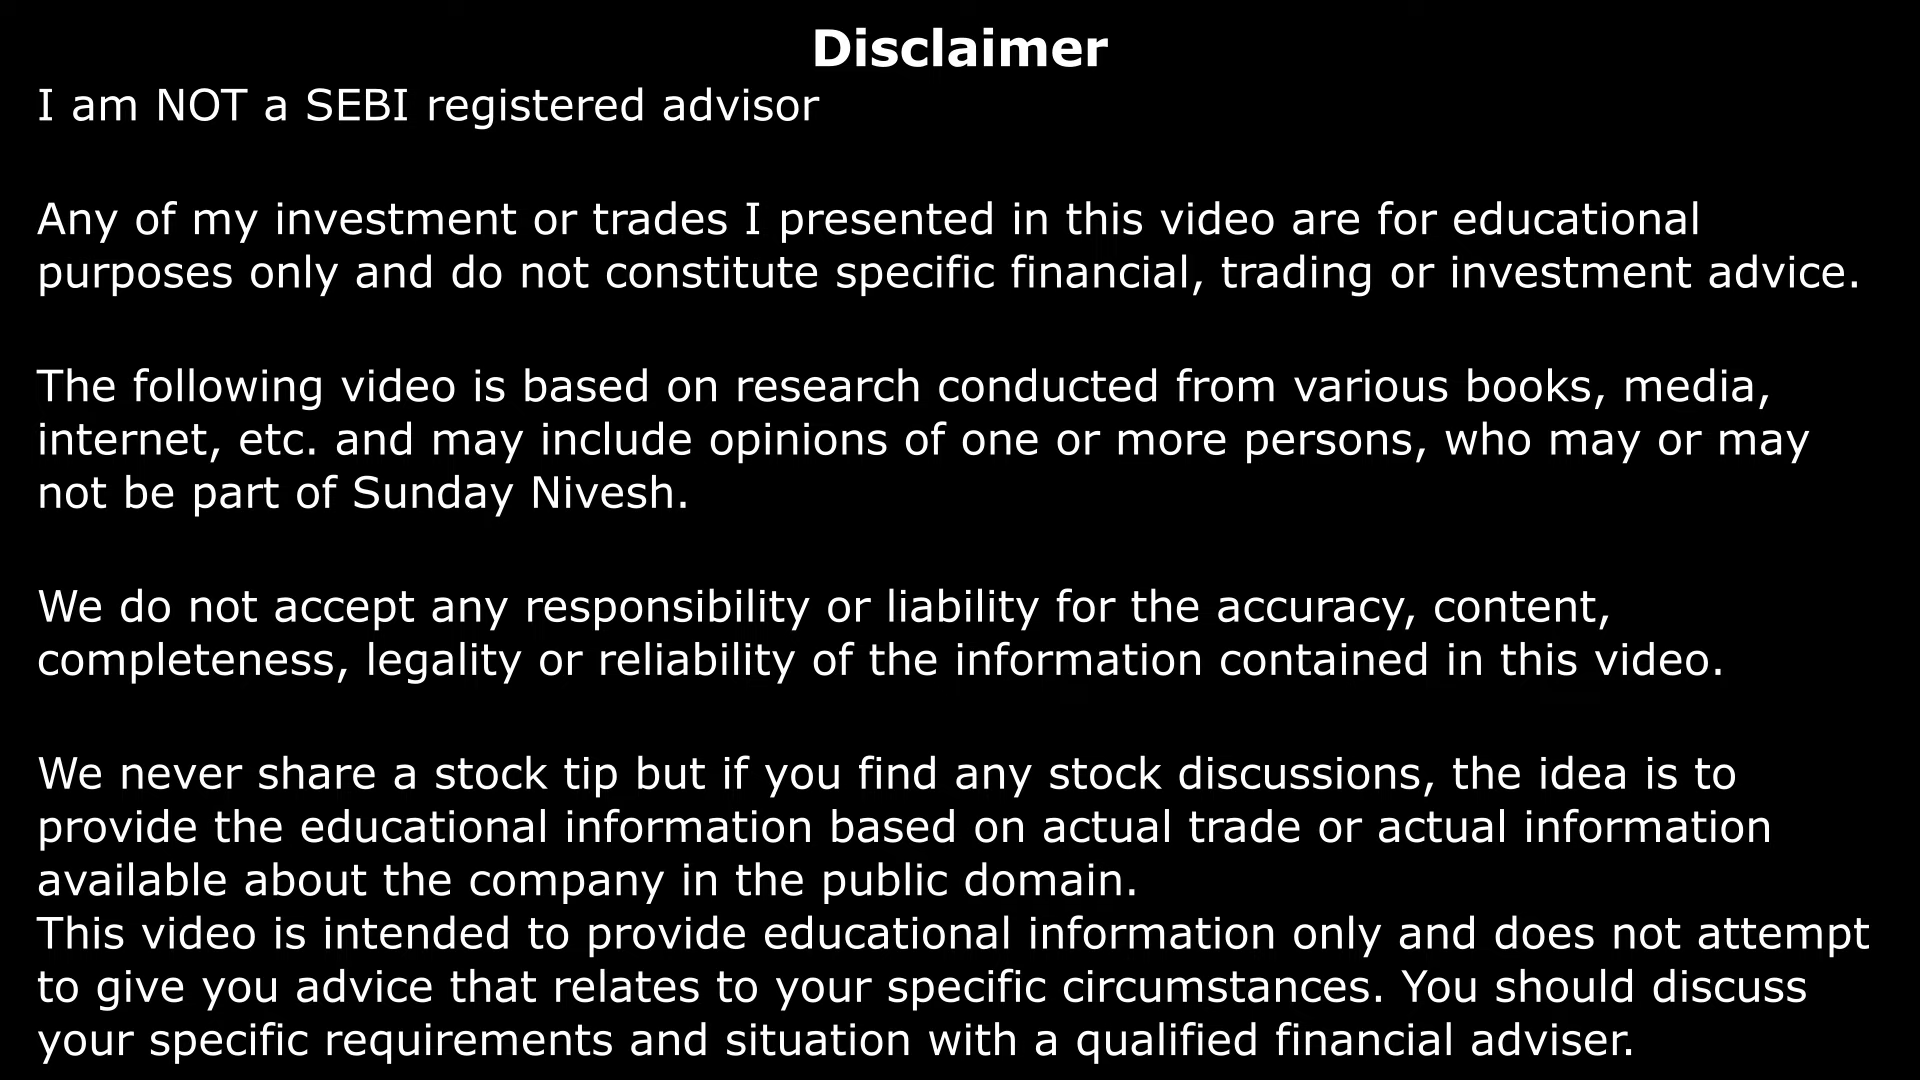 Disclaimer
I am NOT a SEBI registered advisor
Any of my investment or trades I presented in this video are for educational
purposes only and do not constitute specific financial, trading or investment advice.
The following video is based on research conducted from various books, media,
internet, etc. and may include opinions of one or more persons, who may or may
not be part of Sunday Nivesh.
We do not accept any responsibility or liability for the accuracy, content,
completeness, legality or reliability of the information contained in this video.
We never share a stock tip but if you find any stock discussions, the idea is to
provide the educational information based on actual trade or actual information
available about the company in the public domain.
This video is intended to provide educational information only and does not attempt
to give you advice that relates to your specific circumstances. You should discuss
your specific requirements and situation with a qualified financial adviser.